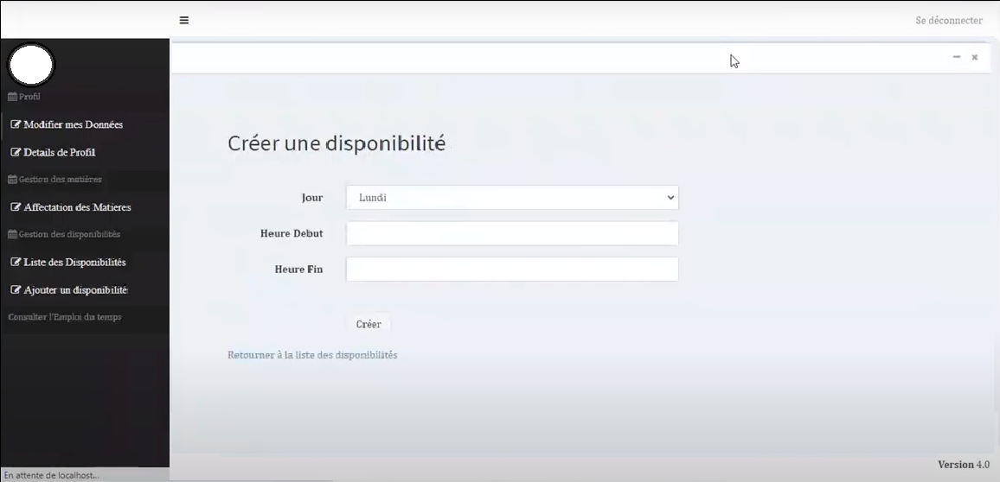 Se déconnecter
Profil
Modifier mes Données
Details de Profil
Gestion des matiéres
Affectation des Matieres
Gestion des disponibilités
Liste des Disponibilités
Ajouter un disponibilité
Consulter l'Emploi du temps
Créer une disponibilité
Jour
Lundi
Heure Debut
Heure Fin
Créer
Retourner à la liste des disponibilités
Version 4.0
En attente de localhost...